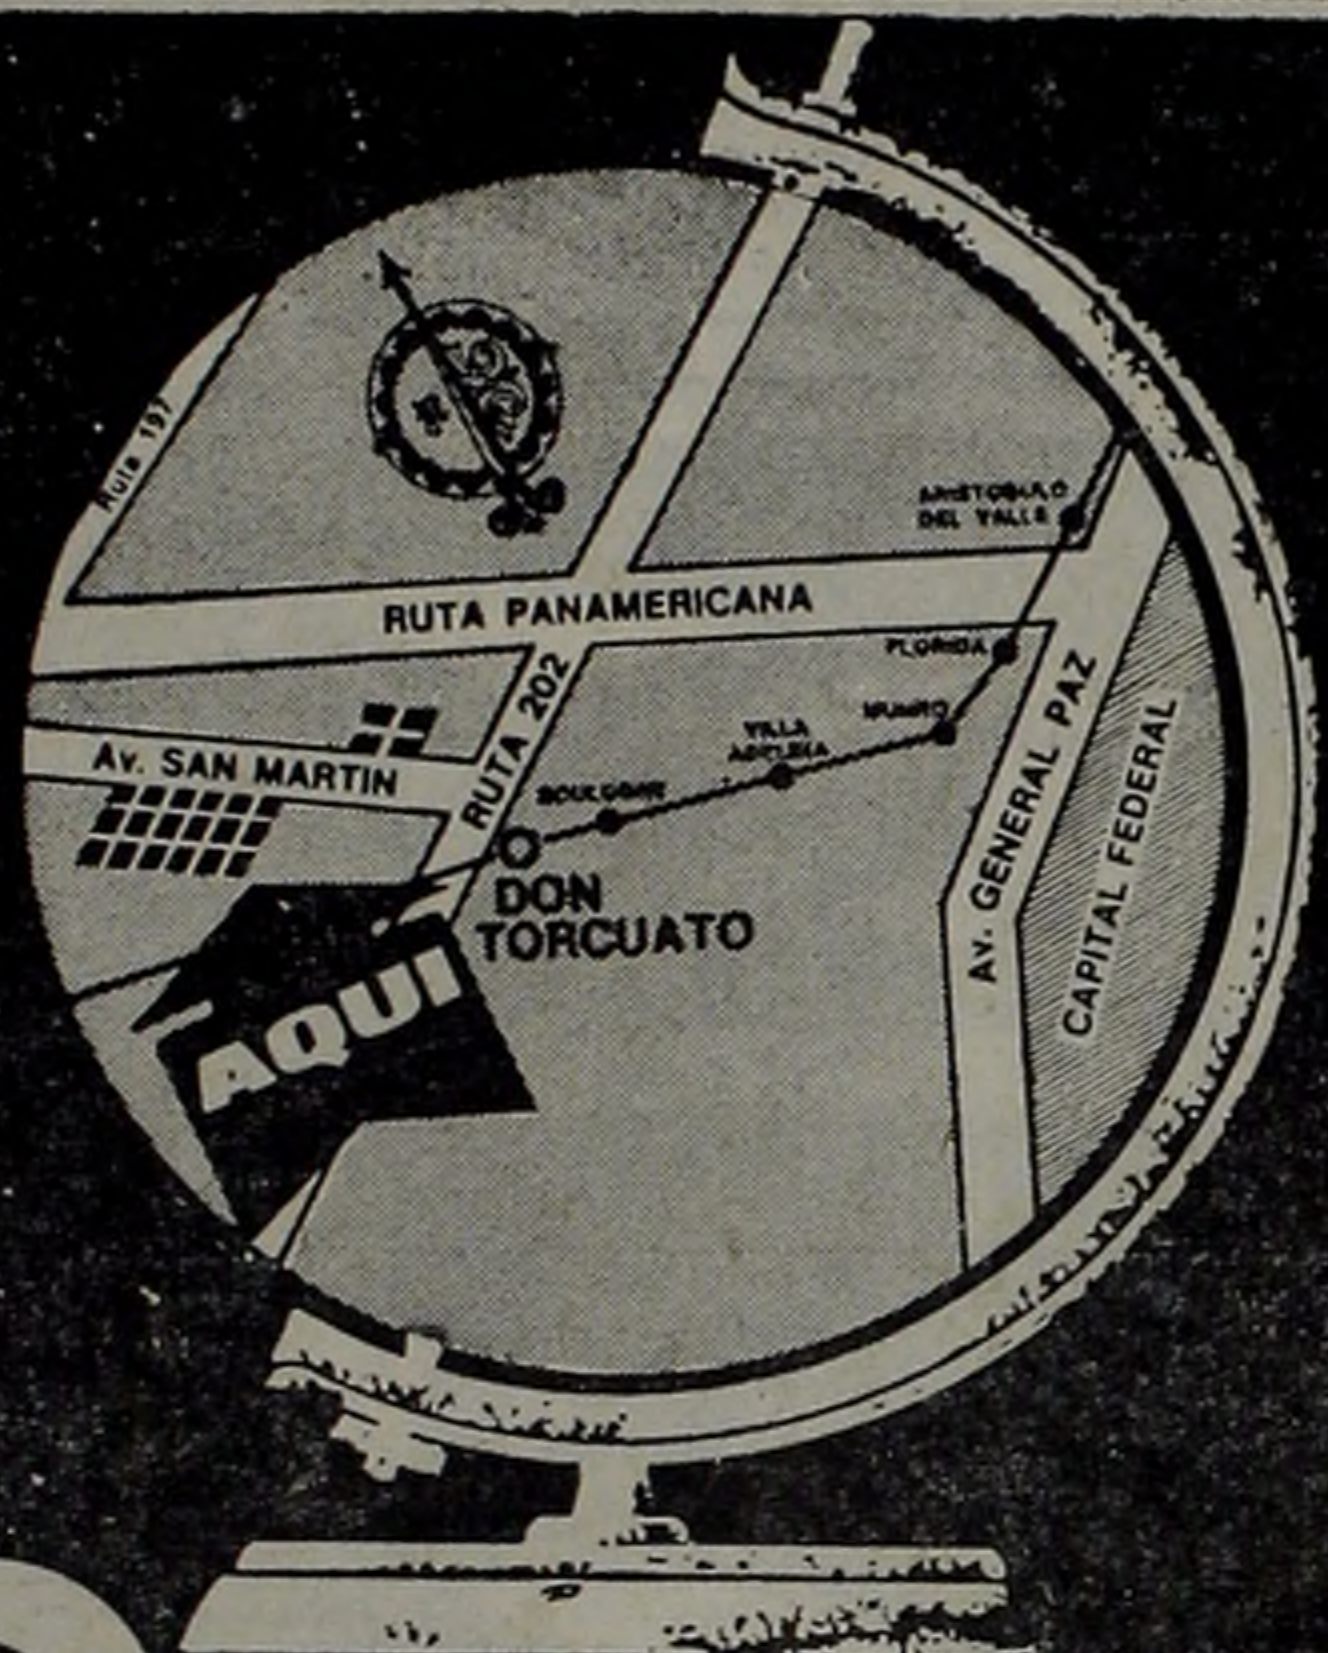 Ruta 197
ARISTOBULO
DEL VALLE
RUTA PANAMERICANA
FLORIDA
MUNRO
VILLA
ADELINA
RUTA 202
Av. SAN MARTIN
BOULOGNE
DON
TORCUATO
AQUÍ
AV. GENERAL PAZ
CAPITAL FEDERAL